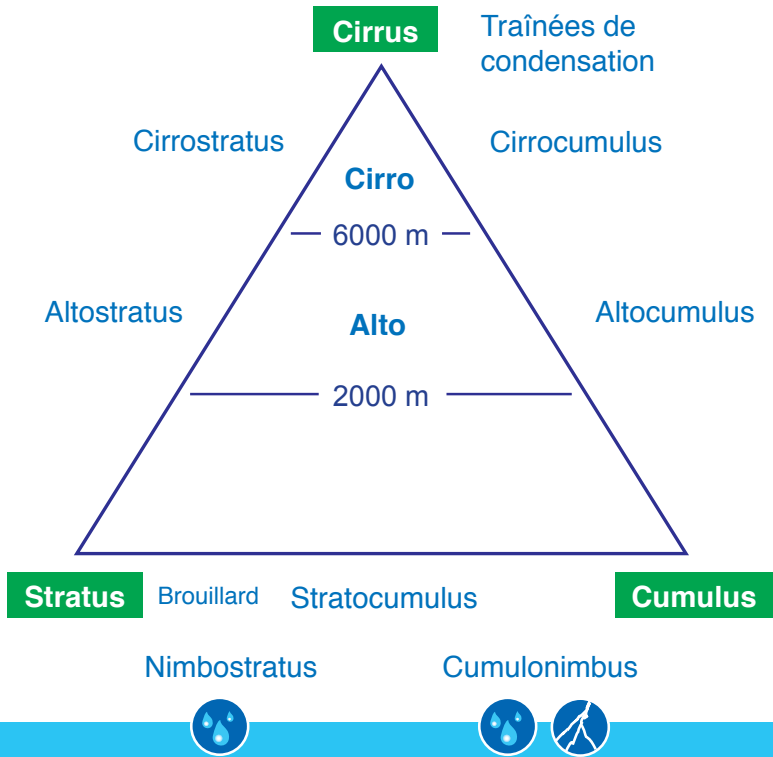 Cirrus
Traînées de
condensation
Cirrostratus
Cirrocumulus
Cirro
6000 m
Altostratus
Alto
Altocumulus
2000 m
Stratus
Brouillard
Stratocumulus
Cumulus
Nimbostratus
Cumulonimbus